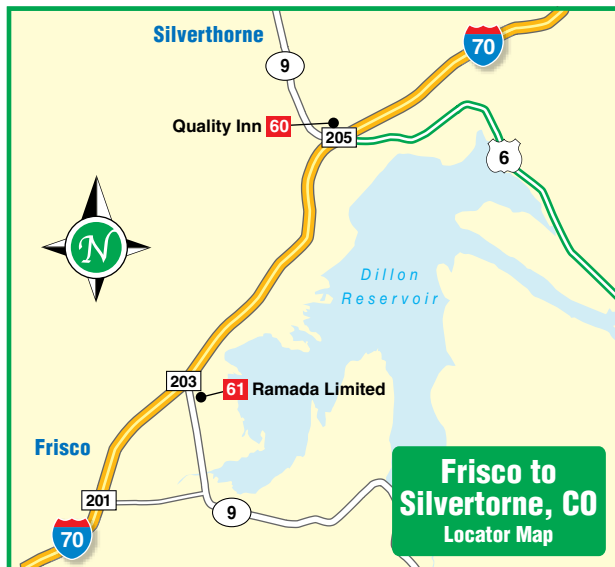 Silverthorne
70
9
Quality Inn 60
205
6
N
Dillon
Reservoir
203
61 Ramada Limited
Frisco
201
9
70
Frisco to
Silvertorne, CO
Locator Map